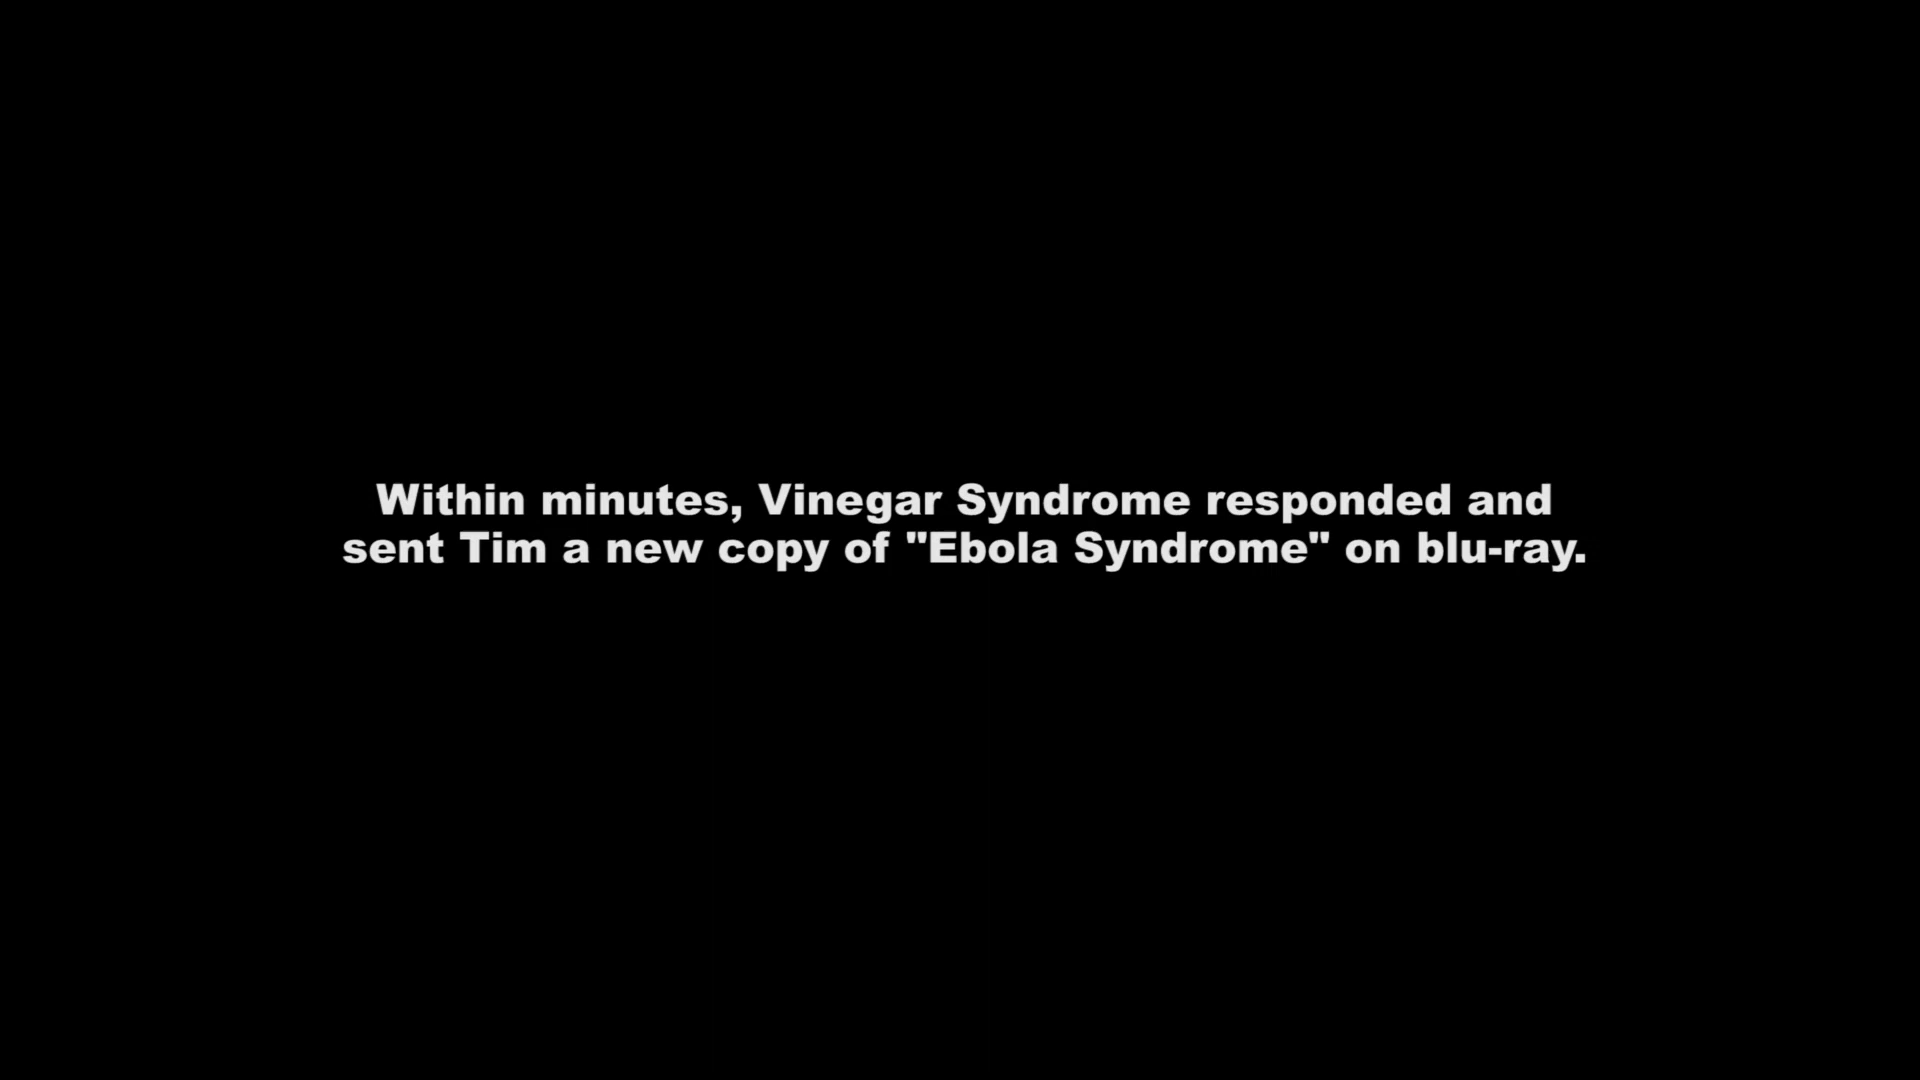 Within minutes, Vinegar Syndrome responded and
sent Tim a new copy of "Ebola Syndrome" on blu-ray.